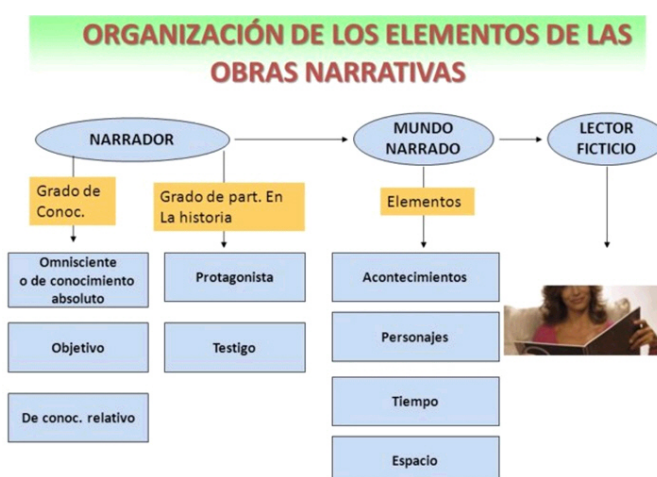 ORGANIZACIÓN DE LOS ELEMENTOS DE LAS
OBRAS NARRATIVAS
NARRADOR
MUNDO
NARRADO
LECTOR
FICTICIO
Grado de
Conoc.
Grado de part. En
La historia
Elementos
Omnisciente
o de conocimiento
absoluto
Protagonista
Acontecimientos
Objetivo
Testigo
Personajes
De conoc. relativo
Tiempo
Espacio